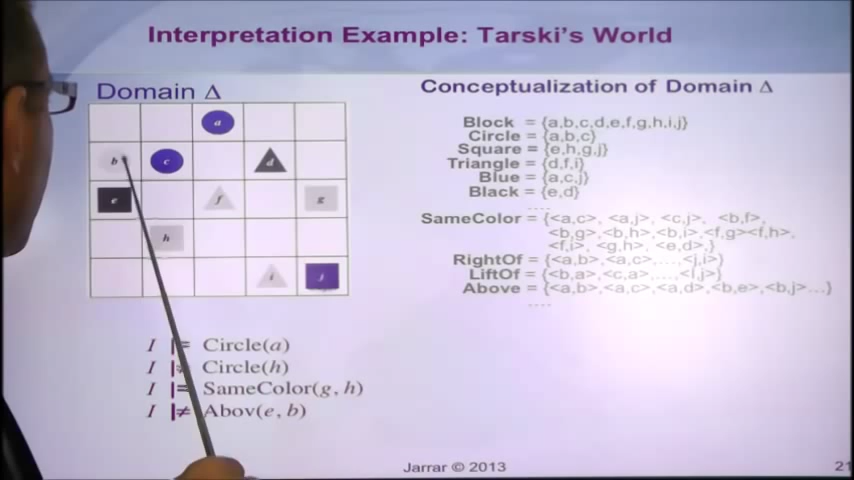 Interpretation Example: Tarski's World
Domain Δ
a
b c d
e f g
h
i j
I |= Circle(a)
I |≠ Circle(h)
I |= SameColor(g, h)
I |≠ Abov(e, b)
Conceptualization of Domain Δ
Block = {a,b,c,d,e,f,g,h,i,j}
Circle = {a,b,c}
Square = {e,h,g,j}
Triangle = {d,f,i}
Blue = {a,c,j}
Black = {e,d}
....
SameColor = {<a,c>, <a,j>, <c,j>, <b,f>,
<b,g>, <b,h>, <b,i>, <f,g><f,h>,
<f,i>, <g,h>, <e,d>,}
RightOf = {<a,b>,<a,c>,...,<j,i>}
LiftOf = {<b,a>,<c,a>,...,<i,j>}
Above = {<a,b>,<a,c>,<a,d>,<b,e>,<b,j>...}
....
Jarrar © 2013
21